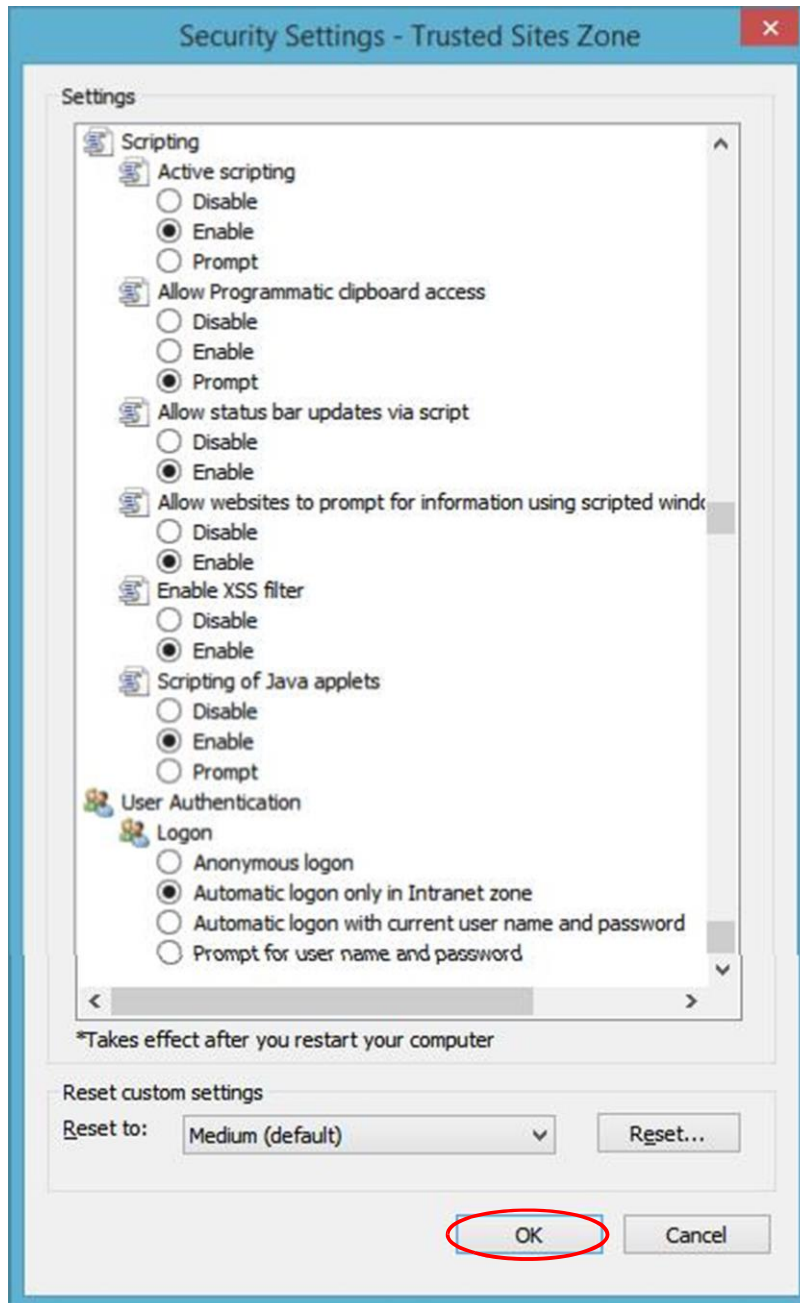 Security Settings - Trusted Sites Zone
Settings
Scripting
Active scripting
Disable
Enable
Prompt
Allow Programmatic clipboard access
Disable
Enable
Prompt
Allow status bar updates via script
Disable
Enable
Allow websites to prompt for information using scripted windo
Disable
Enable
Enable XSS filter
Disable
Enable
Scripting of Java applets
Disable
Enable
Prompt
User Authentication
Logon
Anonymous logon
Automatic logon only in Intranet zone
Automatic logon with current user name and password
Prompt for user name and password
*Takes effect after you restart your computer
Reset custom settings
Reset to: Medium (default) Reset...
OK Cancel